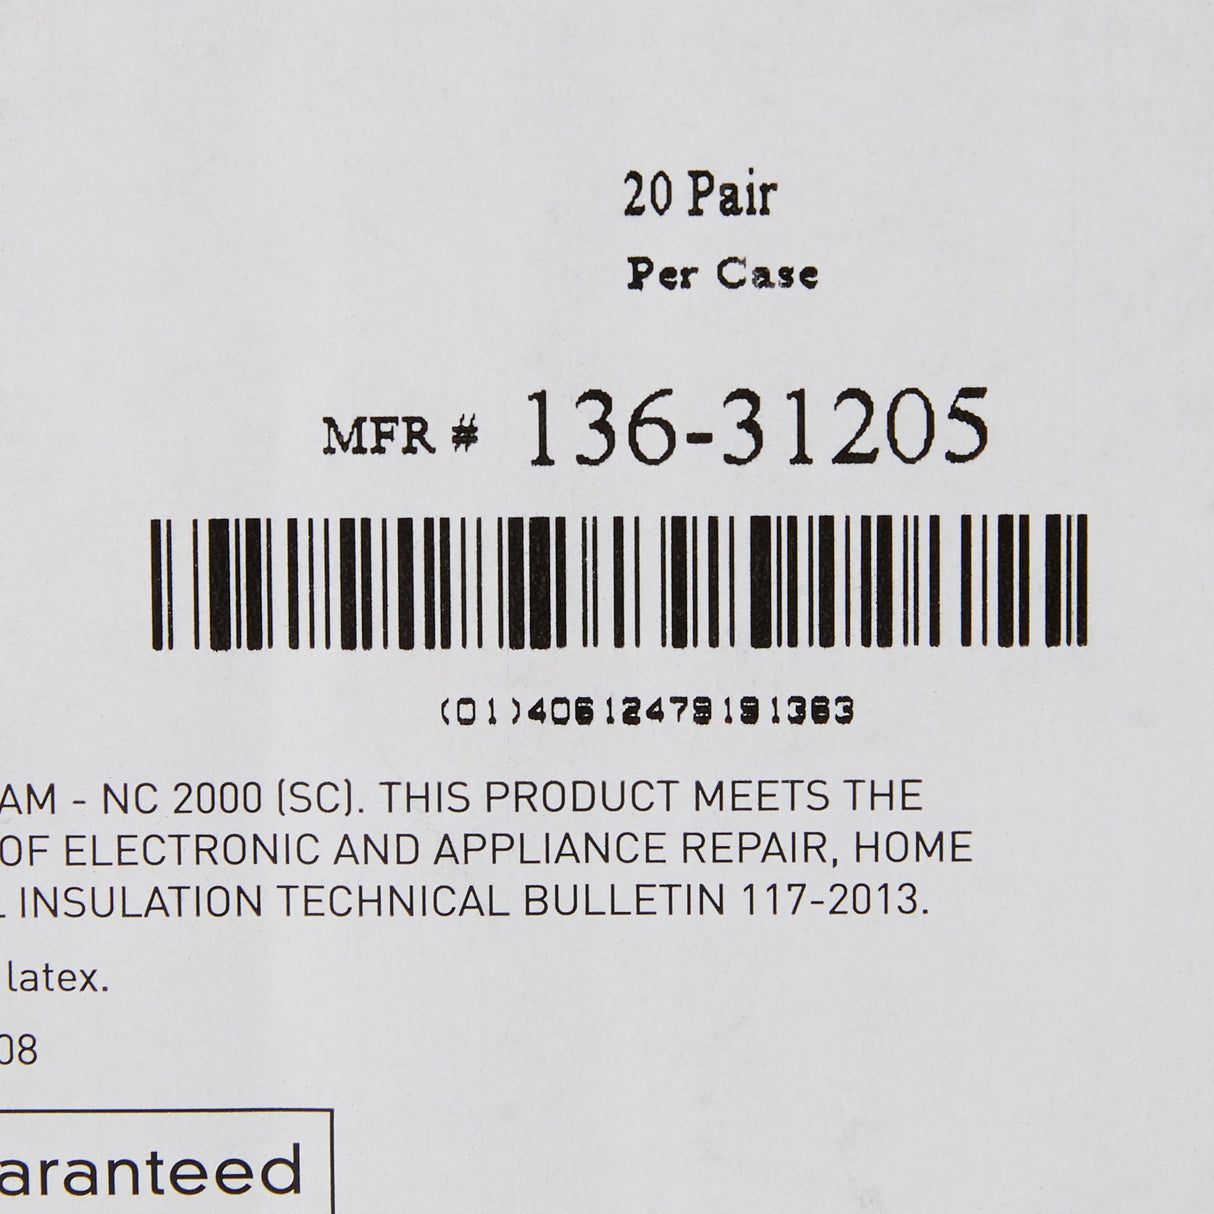 20 Pair
Per Case
MFR # 136-31205
(01)40612479191363
AM - NC 2000 (SC). THIS PRODUCT MEETS THE
OF ELECTRONIC AND APPLIANCE REPAIR, HOME
L INSULATION TECHNICAL BULLETIN 117-2013.
latex.
08
aranteed